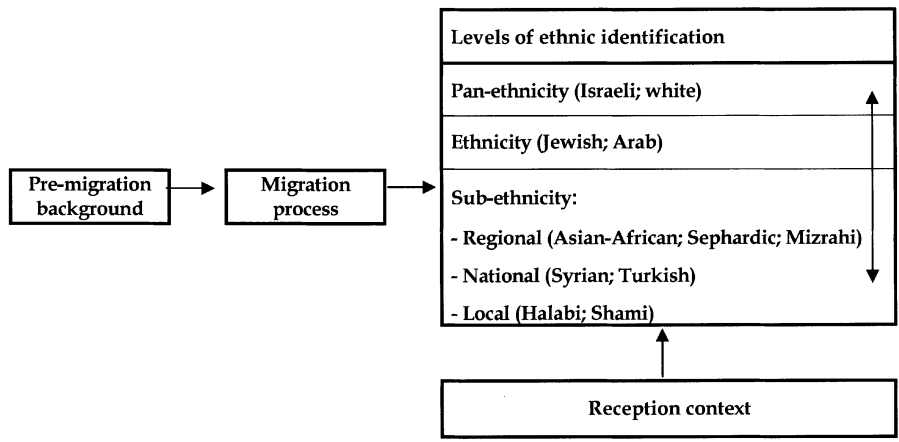 Levels of ethnic identification
Pan-ethnicity (Israeli; white)
Ethnicity (Jewish; Arab)
Pre-migration
background
Migration
process
Sub-ethnicity:
- Regional (Asian-African; Sephardic; Mizrahi)
- National (Syrian; Turkish)
- Local (Halabi; Shami)
Reception context